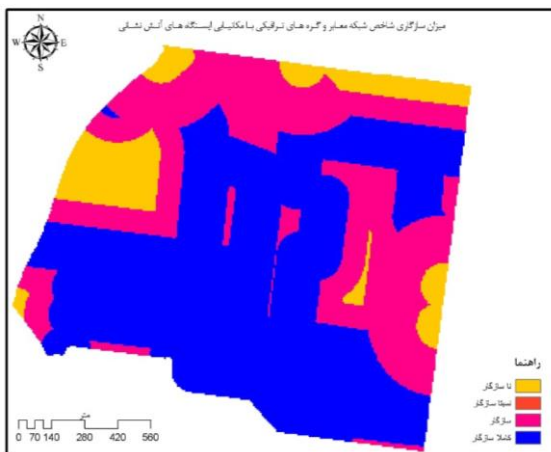 میزان سازگاری شاخص شبکه معابر و گره های ترافیکی با مکانیابی ایستگاه های آتش نشانی
N
W E
S
راهنما
نا سازگار
نسبتا سازگار
سازگار
کاملا سازگار
متر
0 70 140 280 420 560